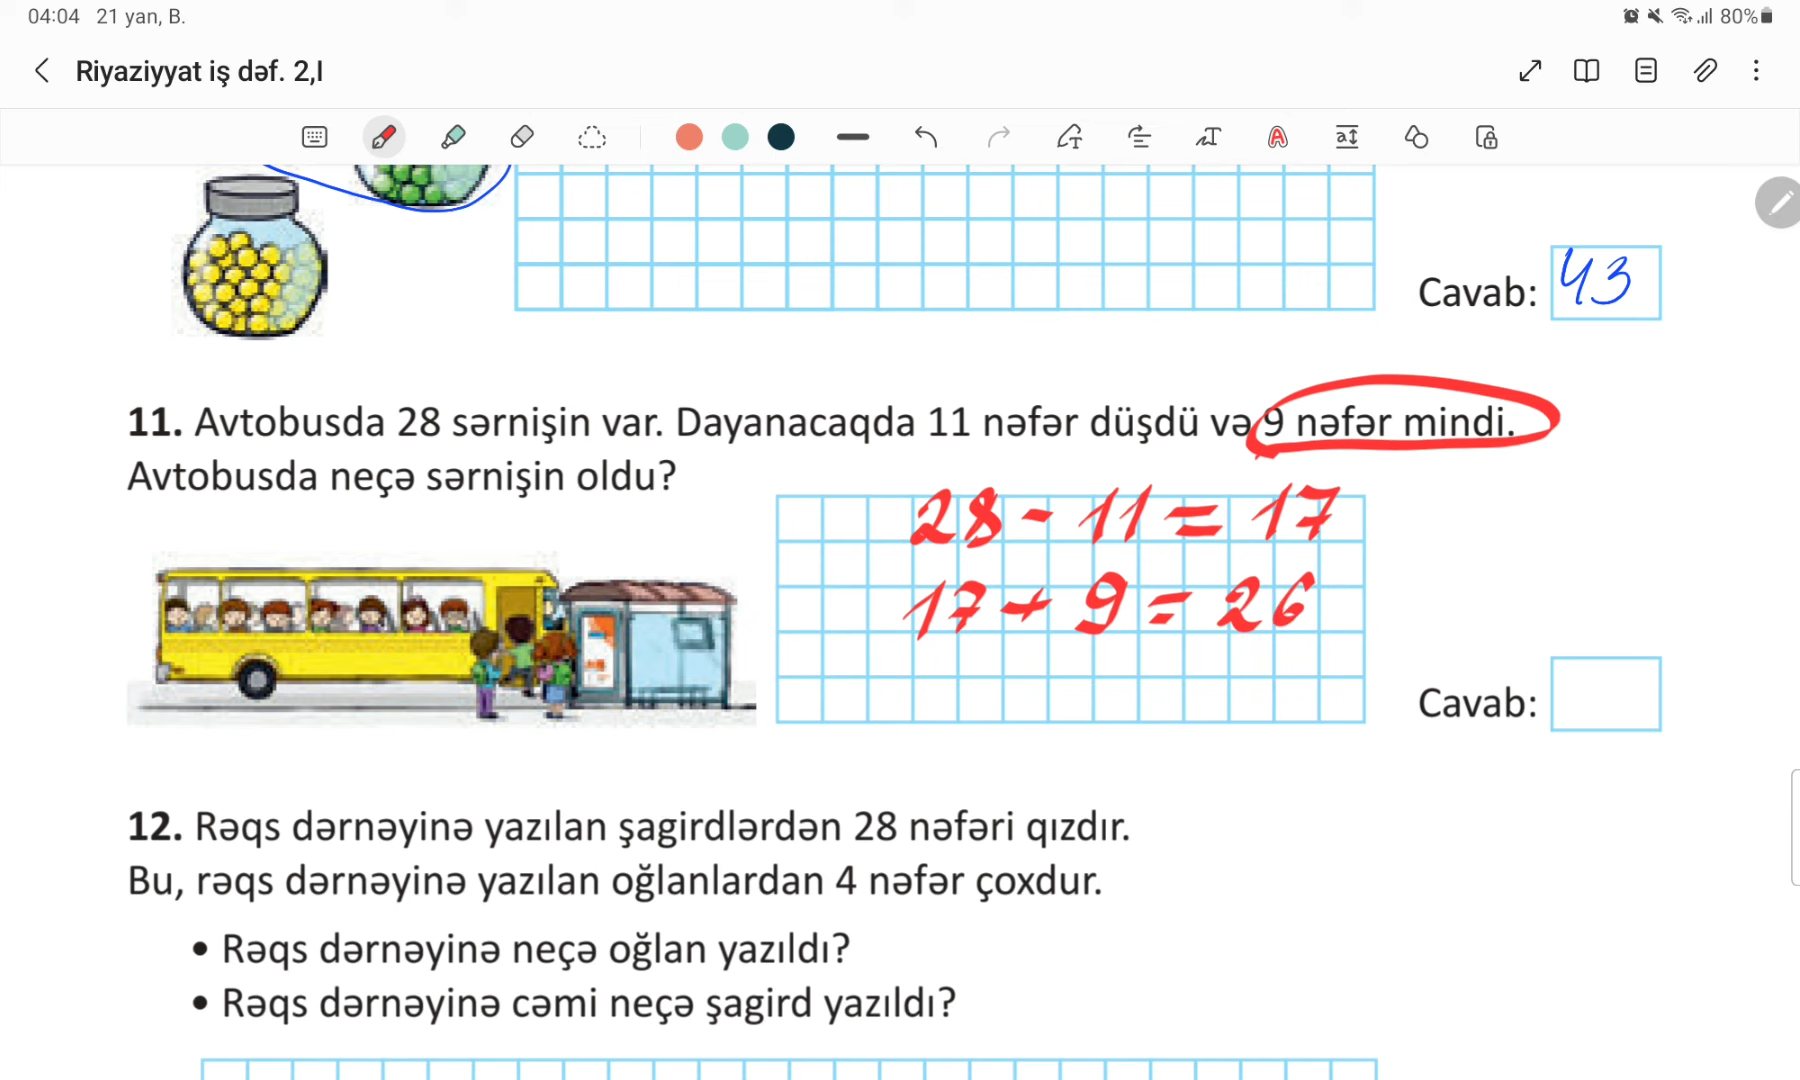 04:04 21 yan, B.
80%
Riyaziyyat iş dəf. 2,I
Cavab: 43
11. Avtobusda 28 sərnişin var. Dayanacaqda 11 nəfər düşdü və 9 nəfər mindi.
Avtobusda neçə sərnişin oldu?
28 - 11 = 17
17 + 9 = 26
Cavab:
12. Rəqs dərnəyinə yazılan şagirdlərdən 28 nəfəri qızdır.
Bu, rəqs dərnəyinə yazılan oğlanlardan 4 nəfər çoxdur.
• Rəqs dərnəyinə neçə oğlan yazıldı?
• Rəqs dərnəyinə cəmi neçə şagird yazıldı?